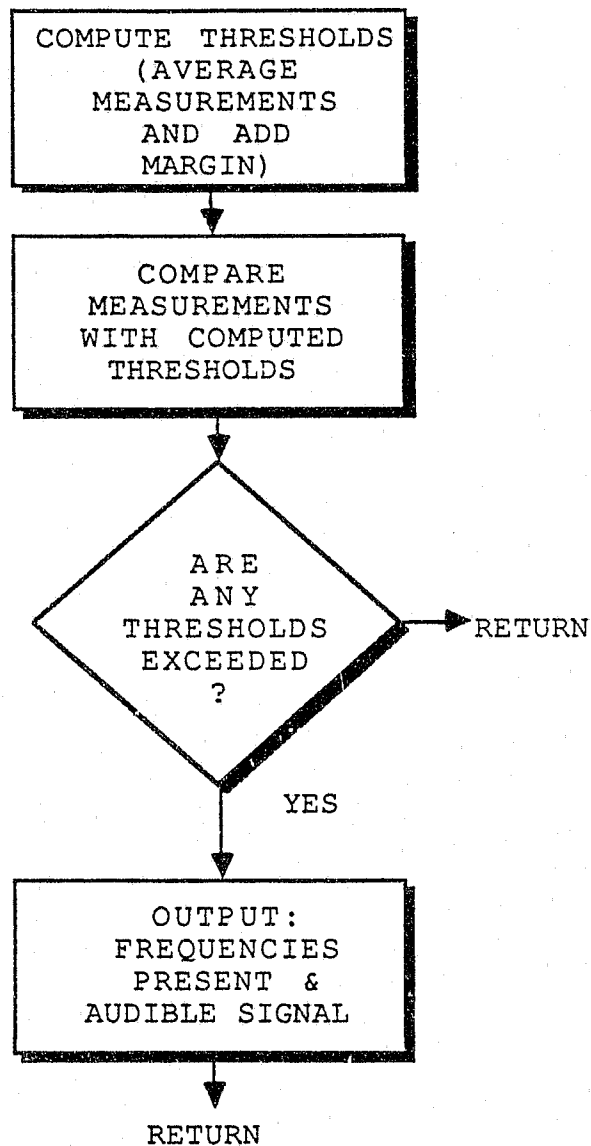 COMPUTE THRESHOLDS
(AVERAGE
MEASUREMENTS
AND ADD
MARGIN)
COMPARE
MEASUREMENTS
WITH COMPUTED
THRESHOLDS
ARE
ANY
THRESHOLDS
EXCEEDED
?
RETURN
YES
OUTPUT:
FREQUENCIES
PRESENT &
AUDIBLE SIGNAL
RETURN